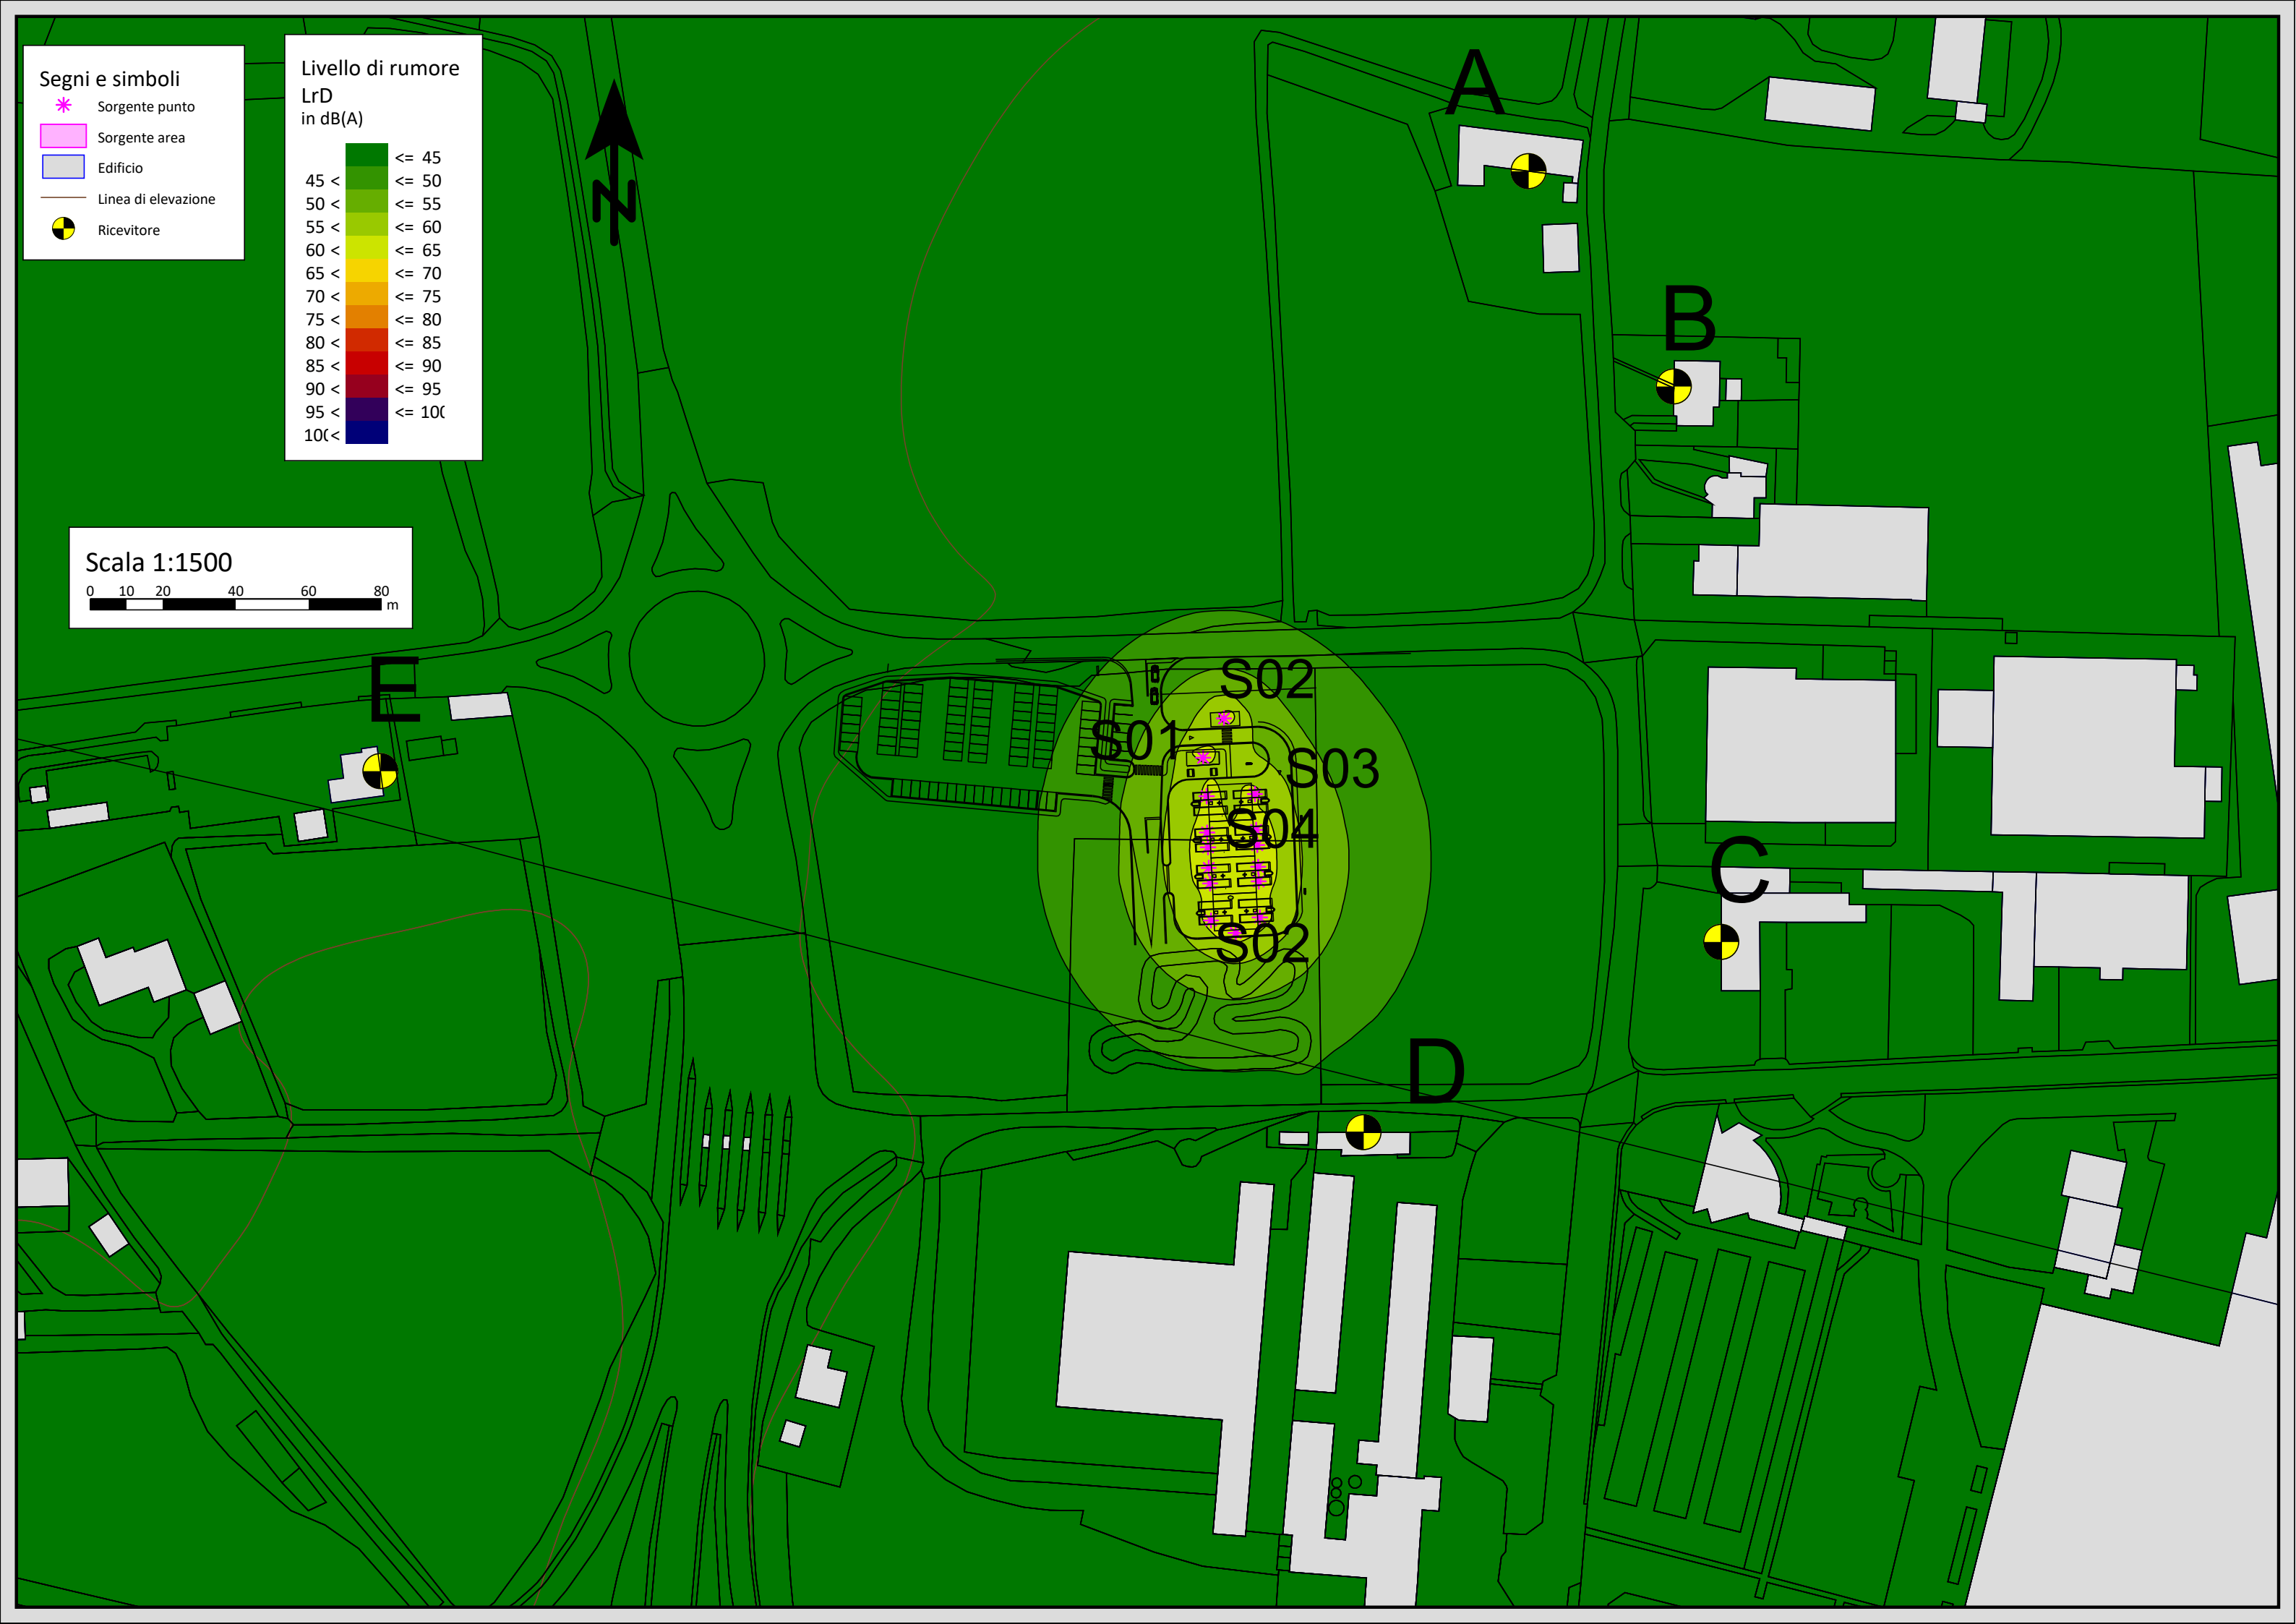 Segni e simboli
Sorgente punto
Sorgente area
Edificio
Linea di elevazione
Ricevitore
Livello di rumore
LrD
in dB(A)
<= 45
45 < <= 50
50 < <= 55
55 < <= 60
60 < <= 65
65 < <= 70
70 < <= 75
75 < <= 80
80 < <= 85
85 < <= 90
90 < <= 95
95 < <= 100
100 <
N
Scala 1:1500
0 10 20 40 60 80
m
A
B
E
S02
S01
S03
S04
C
S02
D